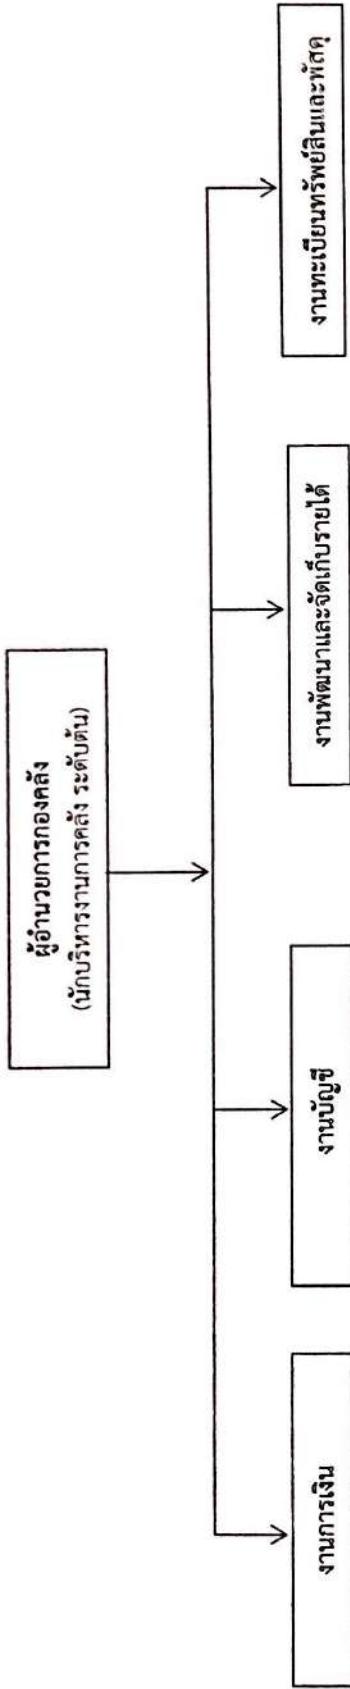 ผู้อำนวยการกองคลัง
(นักบริหารงานการคลัง ระดับต้น)
งานการเงิน
งานบัญชี
งานพัฒนาและจัดเก็บรายได้
งานทะเบียนทรัพย์สินและพัสดุ